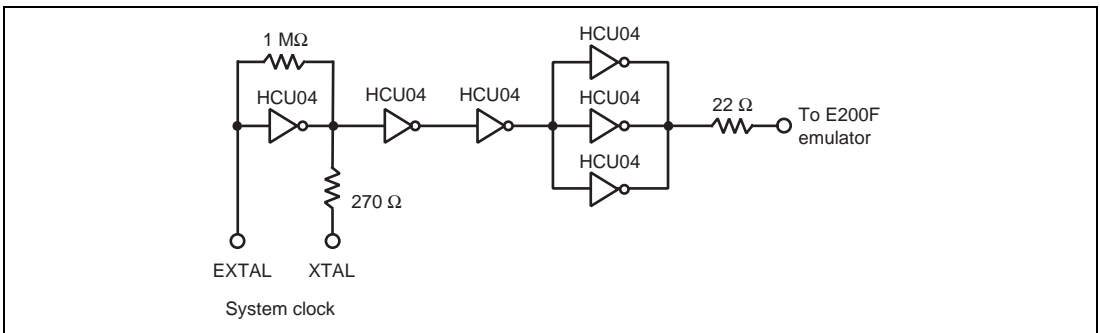 HCU04
1 MΩ
HCU04 HCU04 HCU04
HCU04
22 Ω
To E200F
emulator
HCU04
270 Ω
EXTAL XTAL
System clock